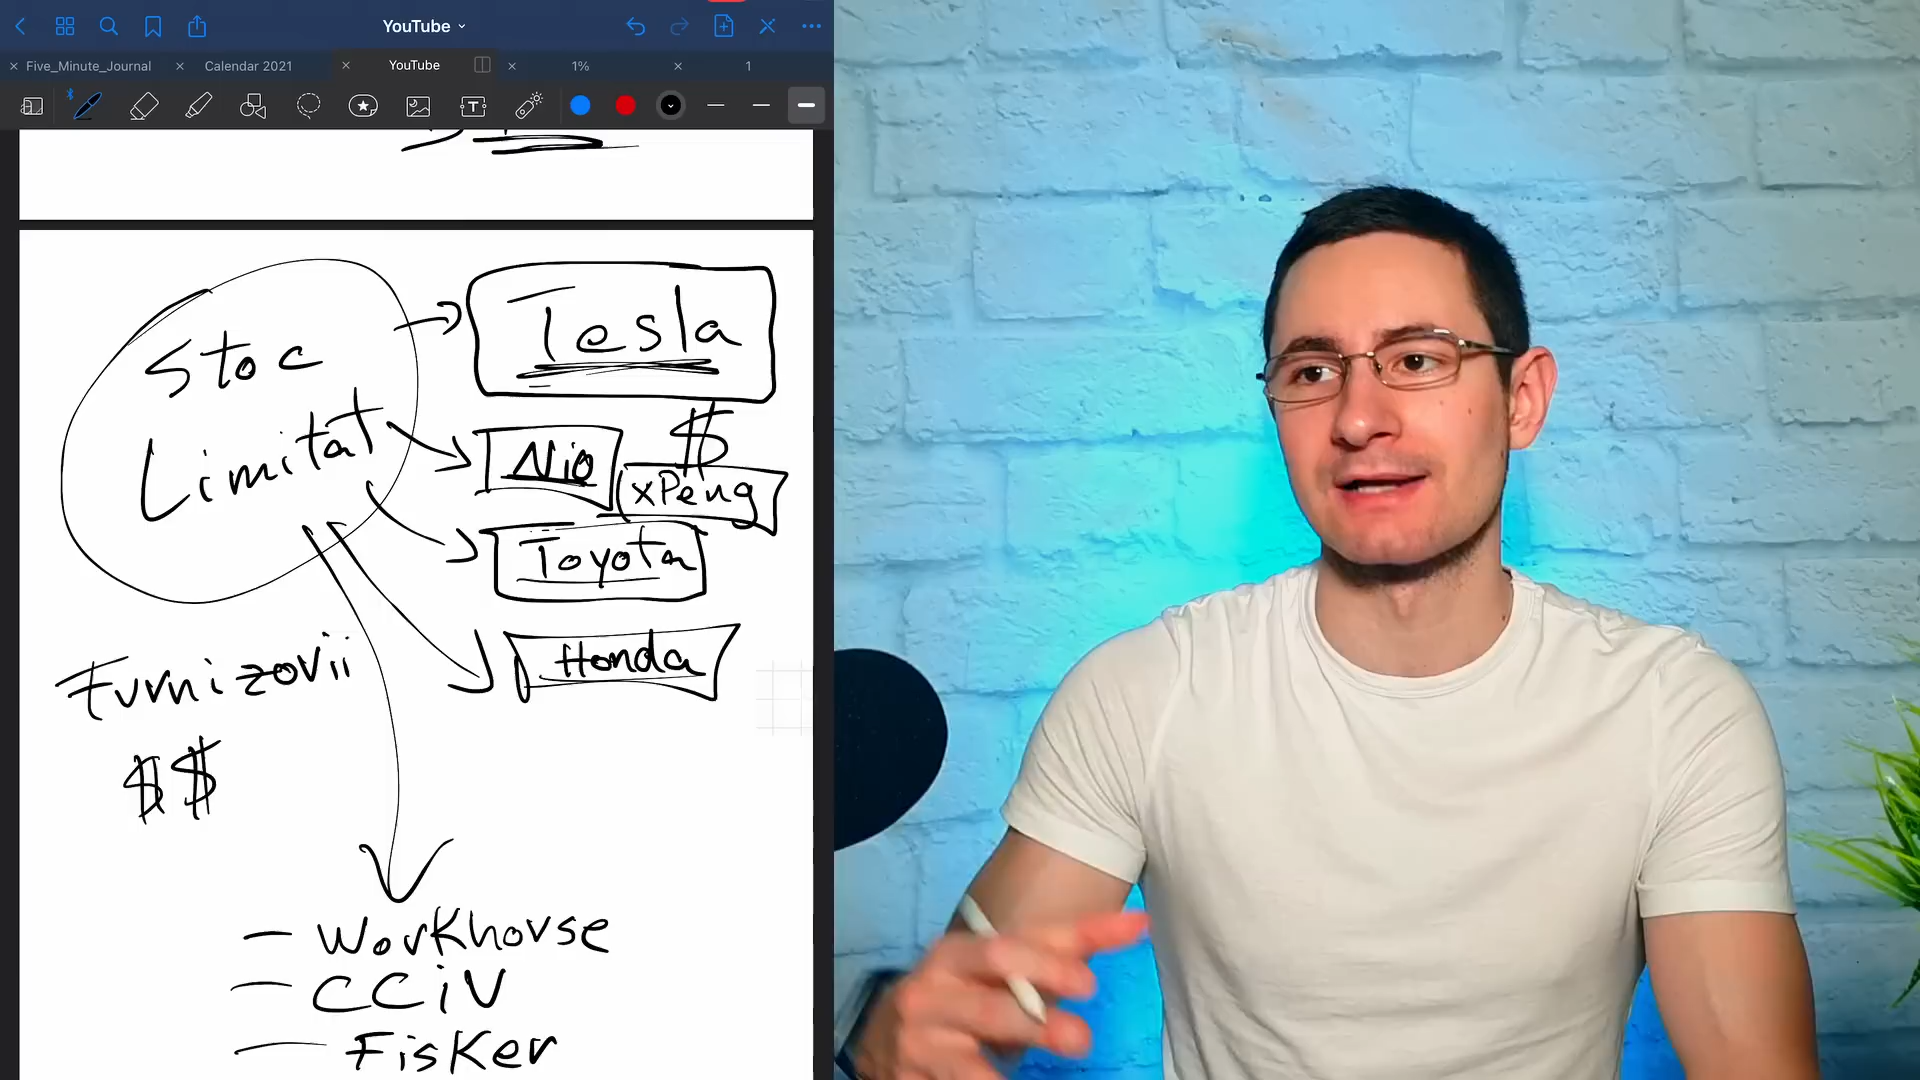 YouTube
Five_Minute_Journal
Calendar 2021
YouTube
1%
1
T
Stoc
Limitat
Tesla
Nio
$
xPeng
Toyota
Honda
Furnizorii
$$
- Workhorse
- CCiV
- Fisker